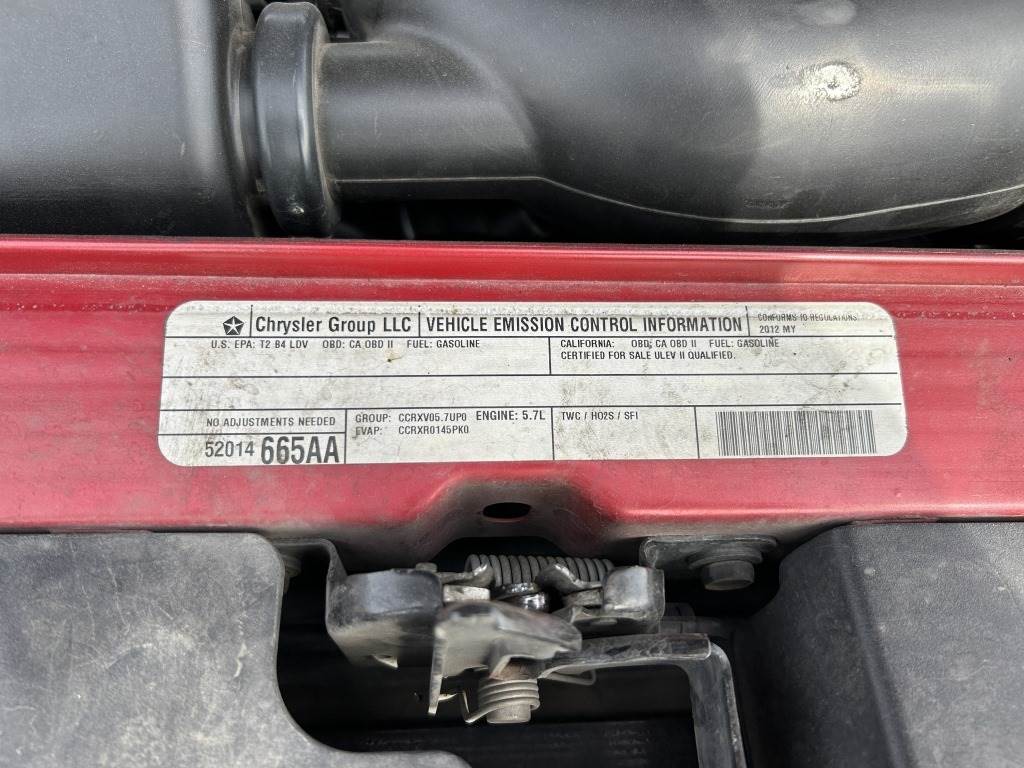 Chrysler Group LLC VEHICLE EMISSION CONTROL INFORMATION CONFORMS TO REGULATIONS:
2012 MY
U.S. EPA: T2 B4 LDV OBD: CA OBD II FUEL: GASOLINE
CALIFORNIA: OBD: CA OBD II FUEL: GASOLINE
CERTIFIED FOR SALE ULEV II QUALIFIED.
NO ADJUSTMENTS NEEDED
52014 665AA
GROUP: CCRXV05.7UP0 ENGINE: 5.7L
EVAP: CCRXR0145PK0
TWC / HO2S / SFI